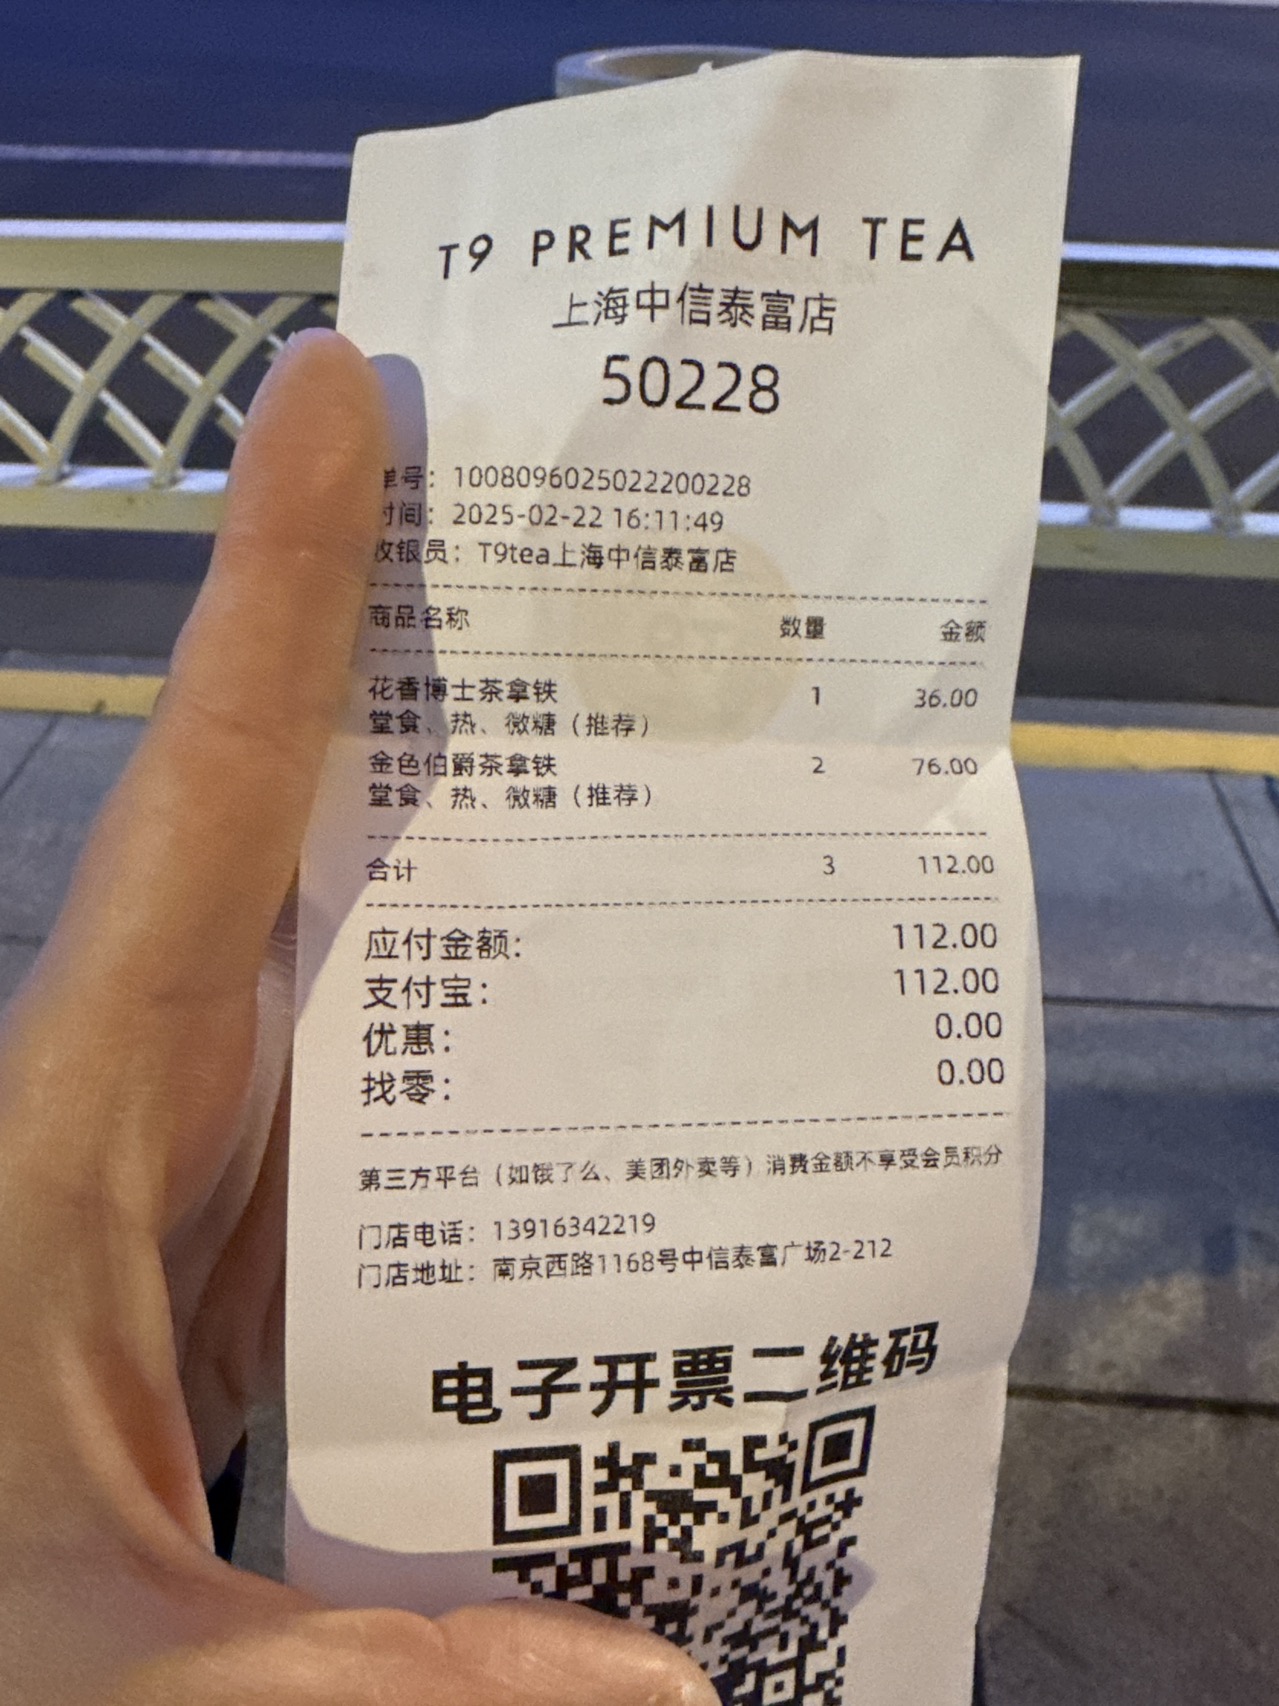 T9 PREMIUM TEA
上海中信泰富店
50228
单号：1008096025022200228
时间：2025-02-22 16:11:49
收银员：T9tea上海中信泰富店
商品名称 数量 金额
花香博士茶拿铁 1 36.00
堂食、热、微糖（推荐）
金色伯爵茶拿铁 2 76.00
堂食、热、微糖（推荐）
合计 3 112.00
应付金额： 112.00
支付宝： 112.00
优惠： 0.00
找零： 0.00
第三方平台（如饿了么、美团外卖等）消费金额不享受会员积分
门店电话：13916342219
门店地址：南京西路1168号中信泰富广场2-212
电子开票二维码